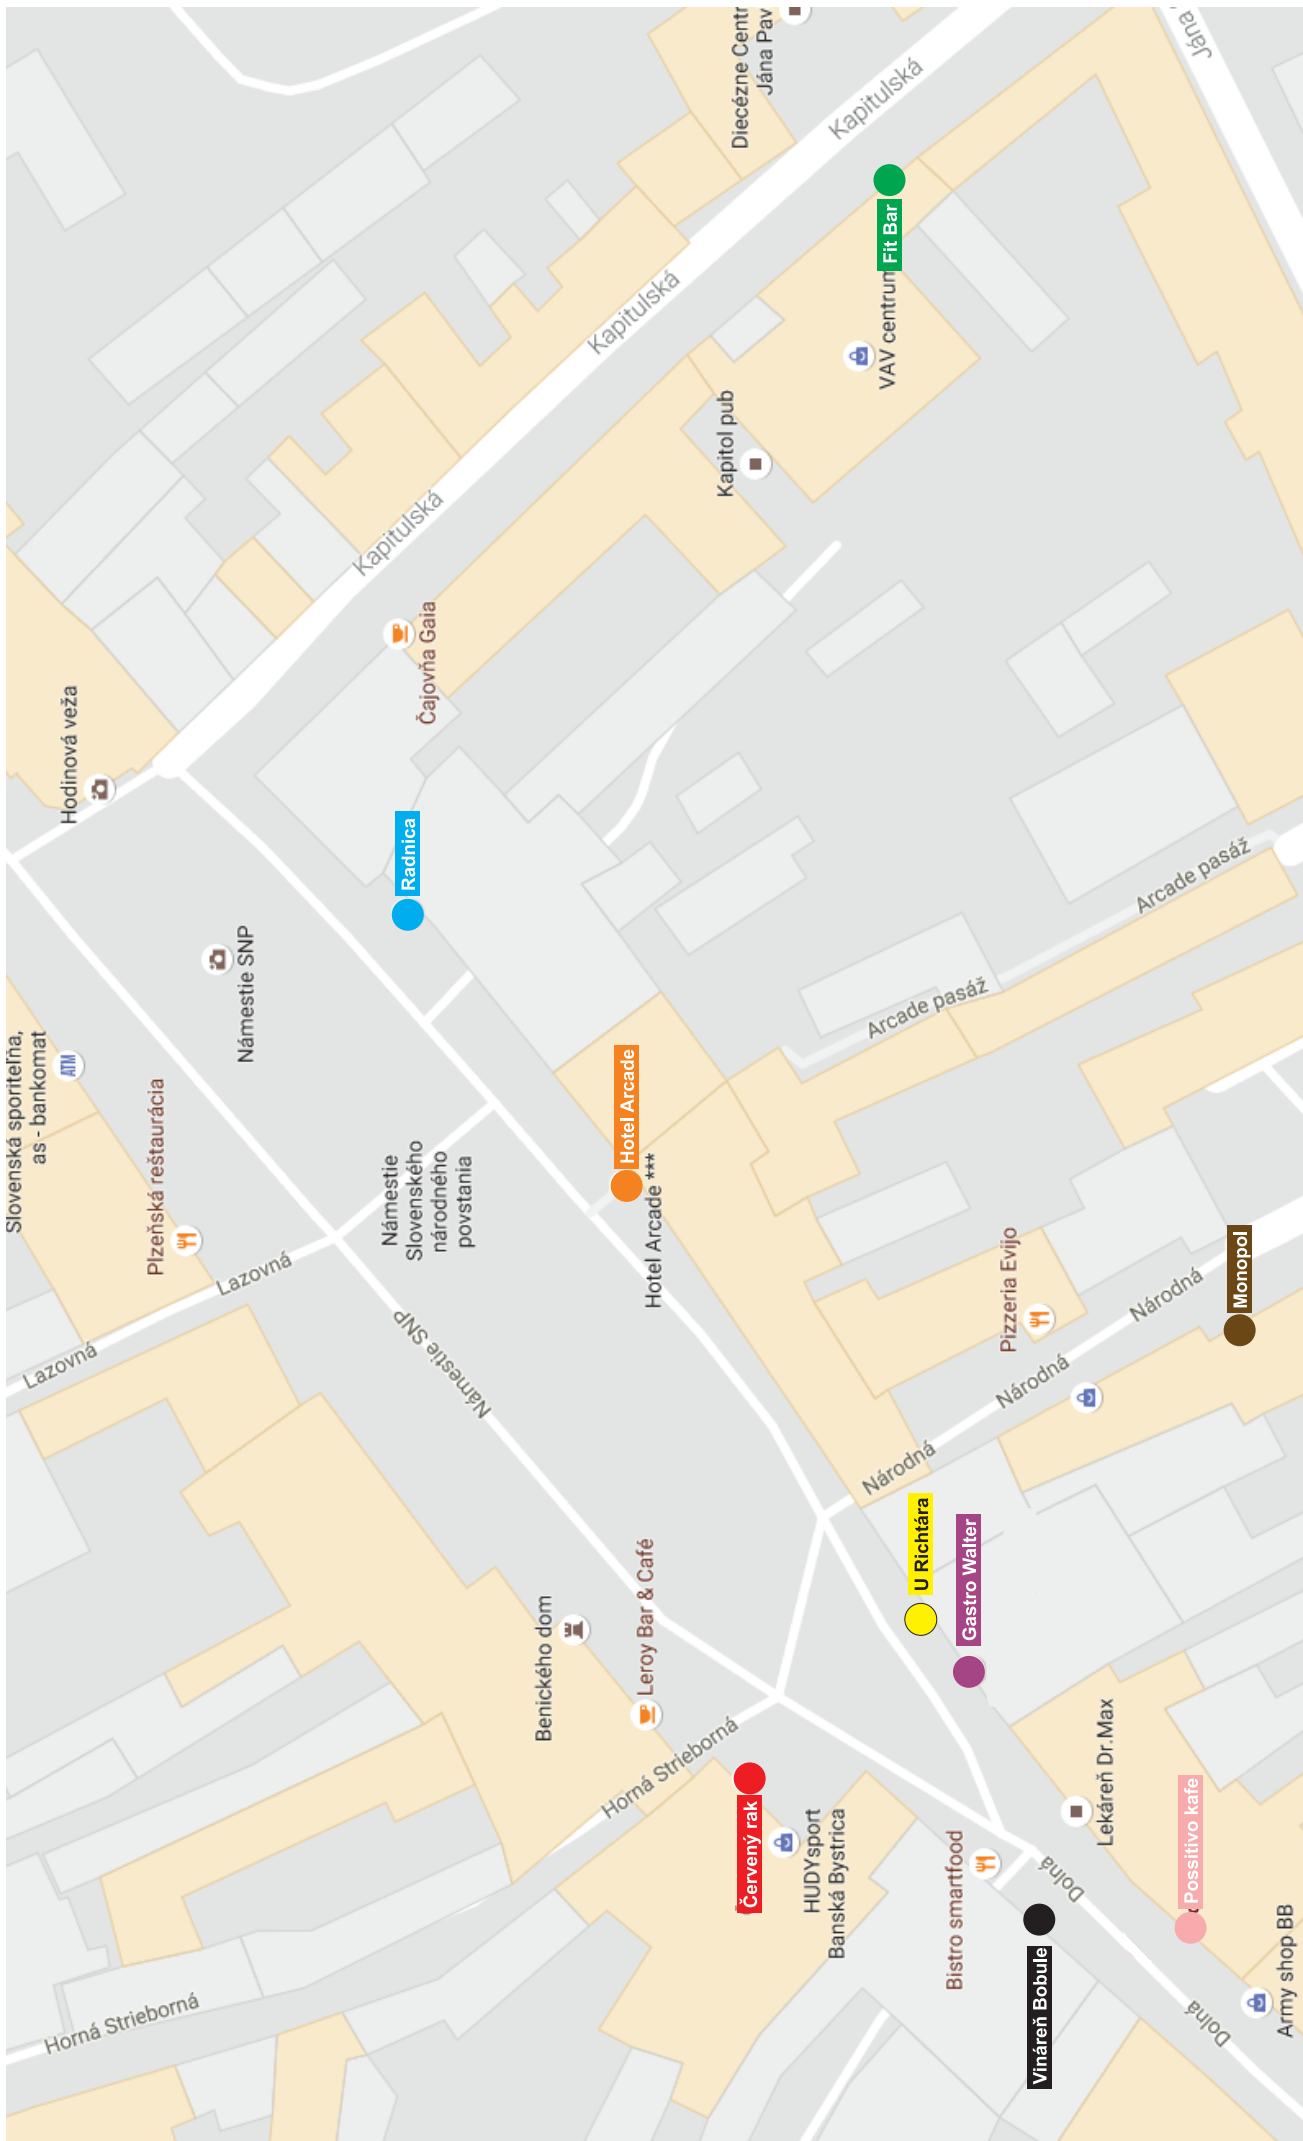 Diecézne Centr
Jána Pav
Kapitulská
Jána
Fit Bar
VAV centrum
Kapitulská
Kapitol pub
Kapitulská
Čajovňa Gaia
Hodinová veža
Radnica
Námestie SNP
Slovenská sporiteľňa,
as - bankomat
ATM
Plzeňská reštaurácia
Lazovná
Lazovná
Námestie
Slovenského
národného
povstania
Hotel Arcade
Hotel Arcade ***
Arcade pasáž
Arcade pasáž
Námestie SNP
Pizzeria Evijo
Monopol
Národná
Národná
Národná
U Richtára
Gastro Walter
Benického dom
Leroy Bar & Café
Horná Strieborná
Červený rak
HUDYsport
Banská Bystrica
Lekáreň Dr.Max
Possitivo kafe
Bistro smartfood
Dolná
Vináreň Bobule
Army shop BB
Dolná
Horná Strieborná